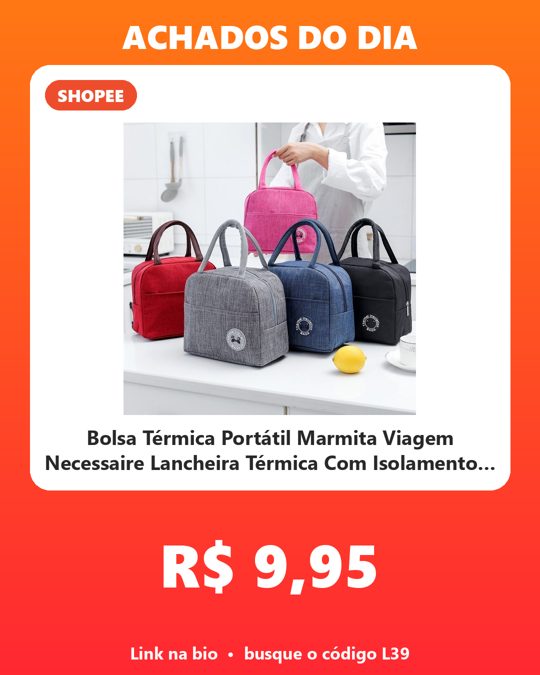 ACHADOS DO DIA
SHOPEE
Bolsa Térmica Portátil Marmita Viagem
Necessaire Lancheira Térmica Com Isolamento...
R$ 9,95
Link na bio • busque o código L39